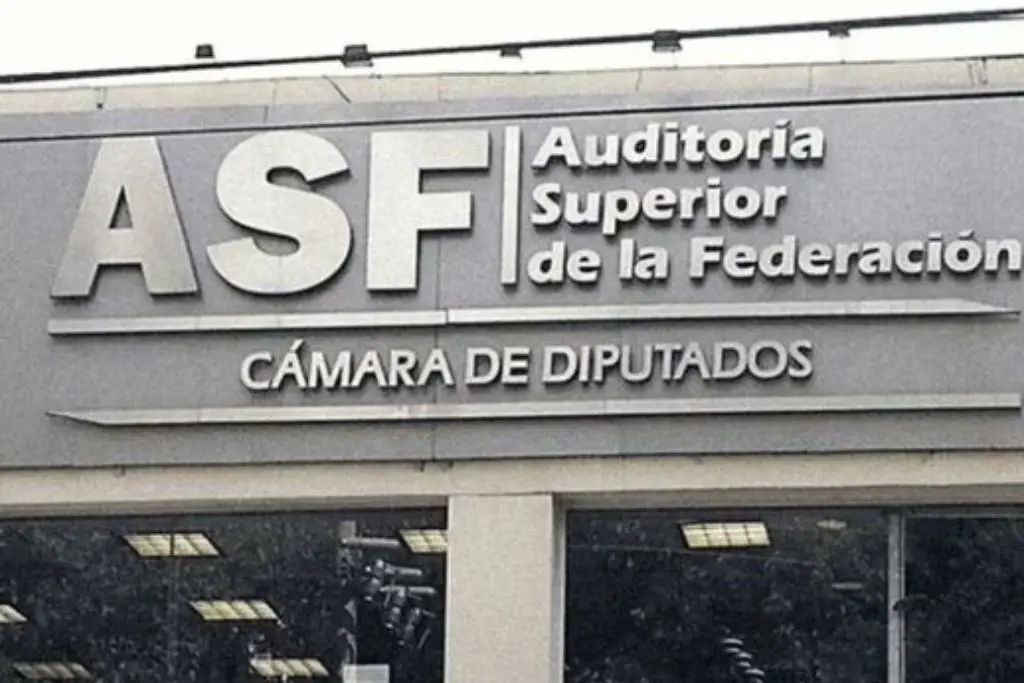 ASF
Auditoría
Superior
de la Federación
CÁMARA DE DIPUTADOS